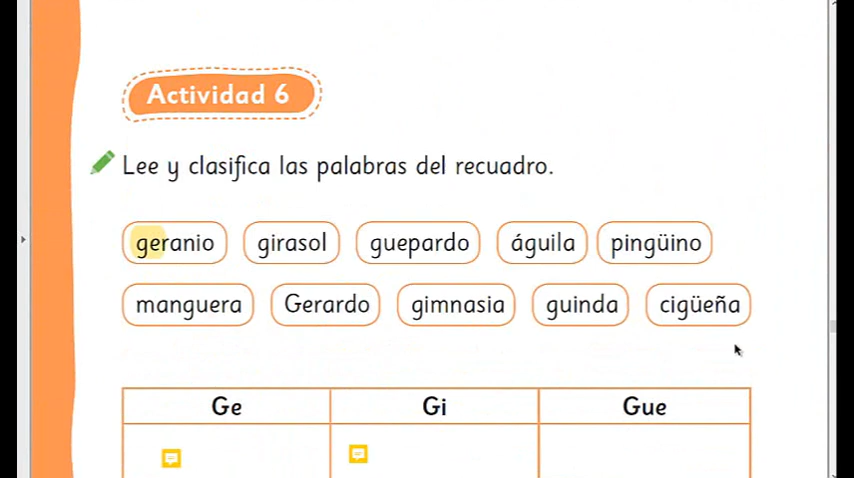 Actividad 6
Lee y clasifica las palabras del recuadro.
geranio girasol guepardo águila pingüino
manguera Gerardo gimnasia guinda cigüeña
Ge Gi Gue